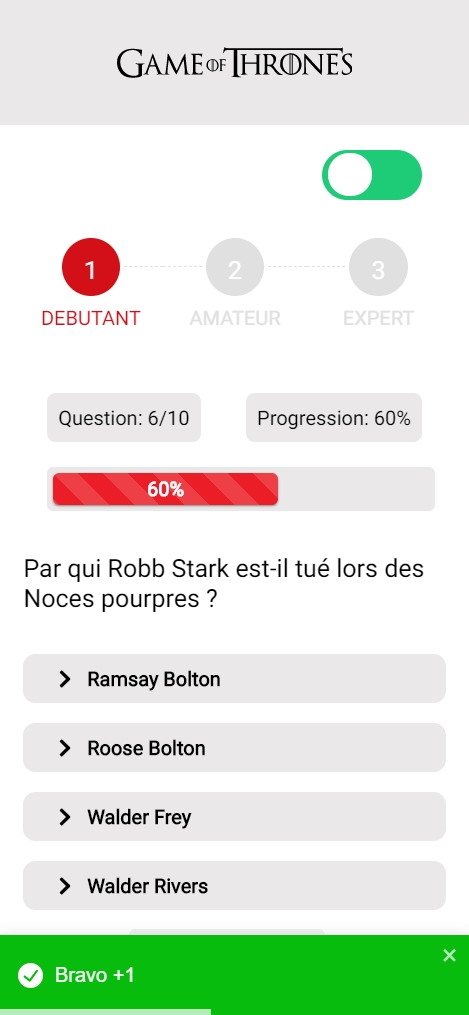 GAME OF THRONES
1
2
3
DEBUTANT
AMATEUR
EXPERT
Question: 6/10
Progression: 60%
60%
Par qui Robb Stark est-il tué lors des
Noces pourpres ?
Ramsay Bolton
Roose Bolton
Walder Frey
Walder Rivers
Bravo +1